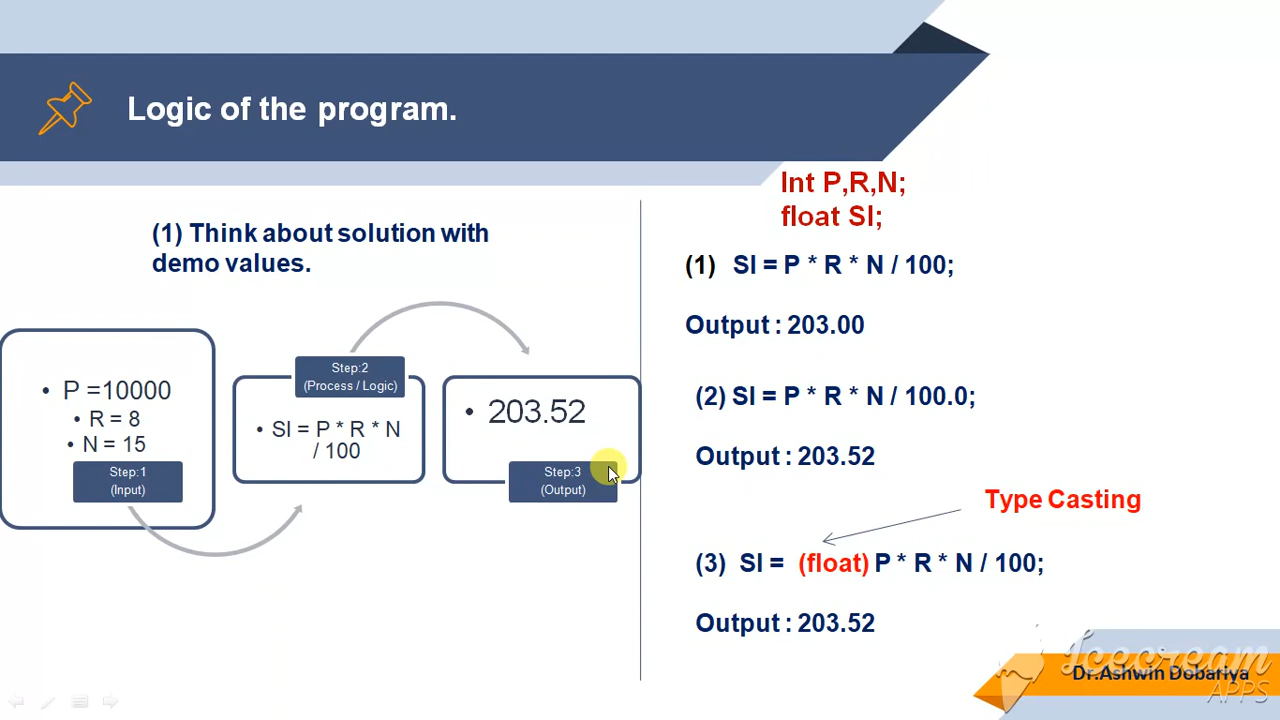 Logic of the program.
(1) Think about solution with
demo values.
• P =10000
• R = 8
• N = 15
Step:1
(Input)
Step:2
(Process / Logic)
• SI = P * R * N
/ 100
• 203.52
Step:3
(Output)
Int P,R,N;
float SI;
(1) SI = P * R * N / 100;
Output : 203.00
(2) SI = P * R * N / 100.0;
Output : 203.52
Type Casting
(3) SI = (float) P * R * N / 100;
Output : 203.52
Icecream
APPS
Dr.Ashwin Dobariya